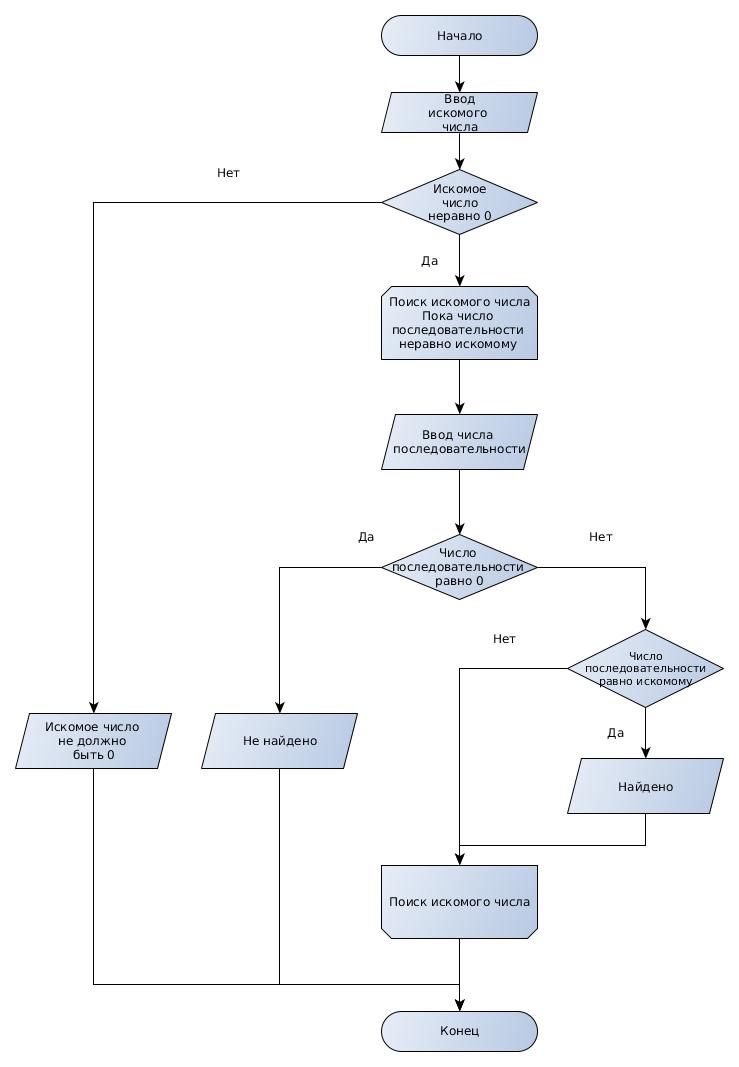 Начало
Ввод
искомого
числа
Нет
Искомое
число
неравно 0
Да
Поиск искомого числа
Пока число
последовательности
неравно искомому
Ввод числа
последовательности
Да
Нет
Число
последовательности
равно 0
Нет
Число
последовательности
равно искомому
Да
Искомое число
не должно
быть 0
Не найдено
Найдено
Поиск искомого числа
Конец